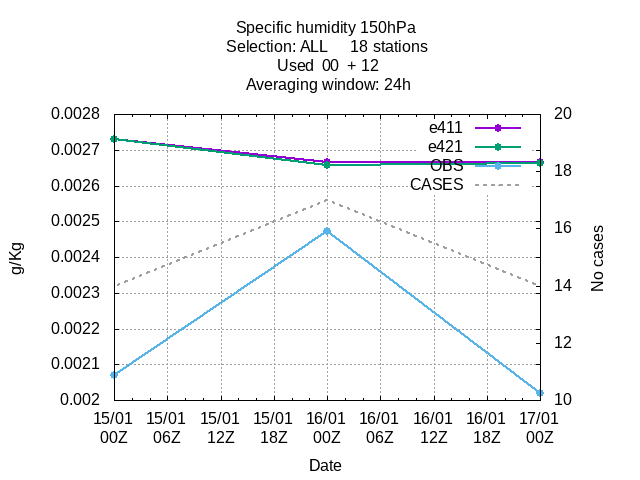 Specific humidity 150hPa
Selection: ALL     18 stations
Used  00  + 12
Averaging window: 24h
0.0028
0.0027
0.0026
0.0025
0.0024
0.0023
0.0022
0.0021
0.002
g/Kg
e411
e421
OBS
CASES
20
18
16
14
12
10
No cases
15/01 00Z
15/01 06Z
15/01 12Z
15/01 18Z
16/01 00Z
16/01 06Z
16/01 12Z
16/01 18Z
17/01 00Z
Date